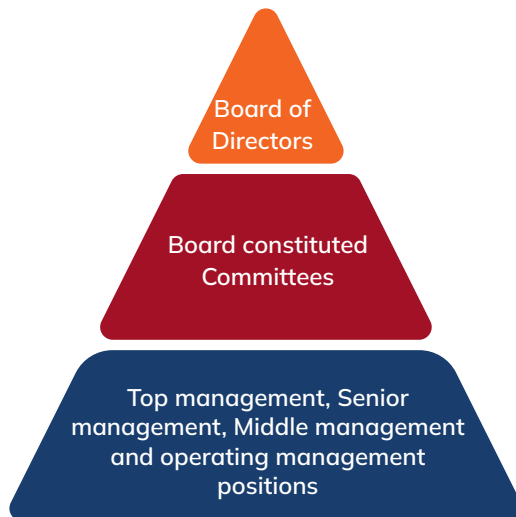 Board of
Directors
Board constituted
Committees
Top management, Senior
management, Middle management
and operating management
positions